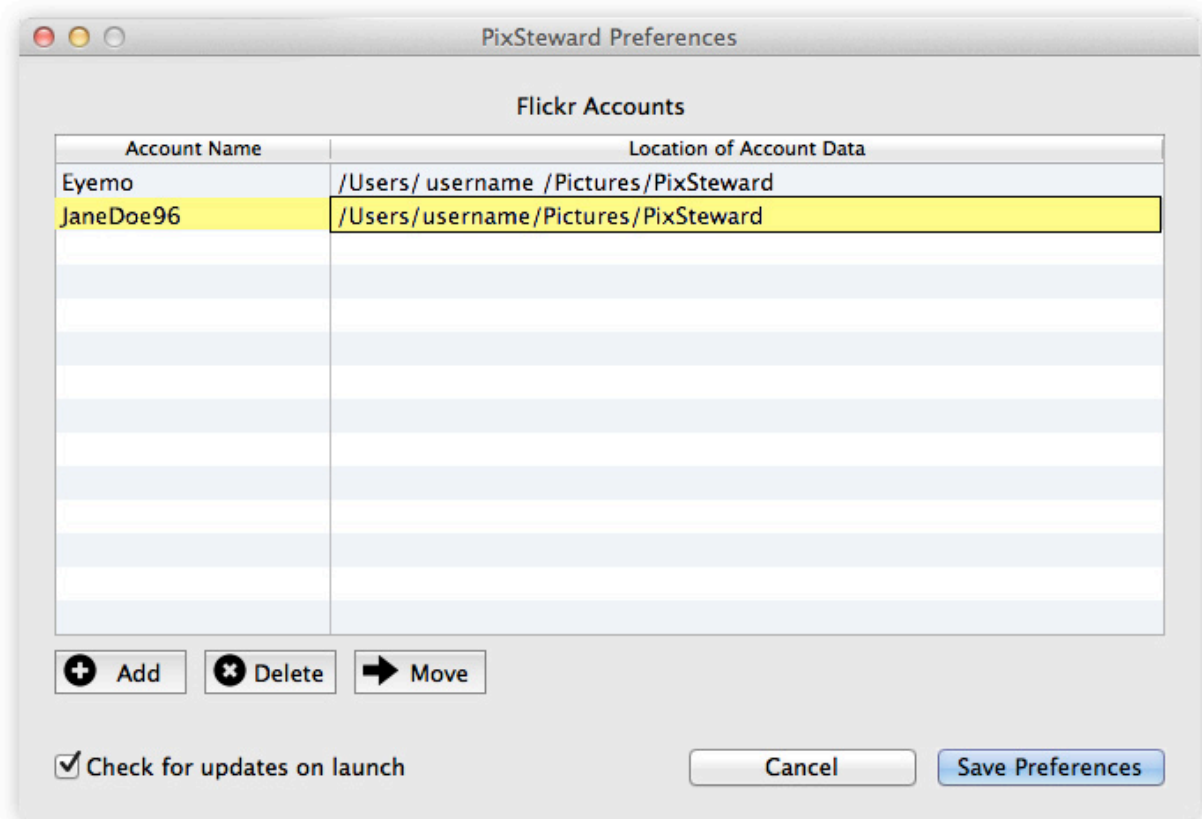 PixSteward Preferences
Flickr Accounts
Account Name Location of Account Data
Eyemo /Users/ username /Pictures/PixSteward
JaneDoe96 /Users/username/Pictures/PixSteward
Add Delete Move
Check for updates on launch Cancel Save Preferences